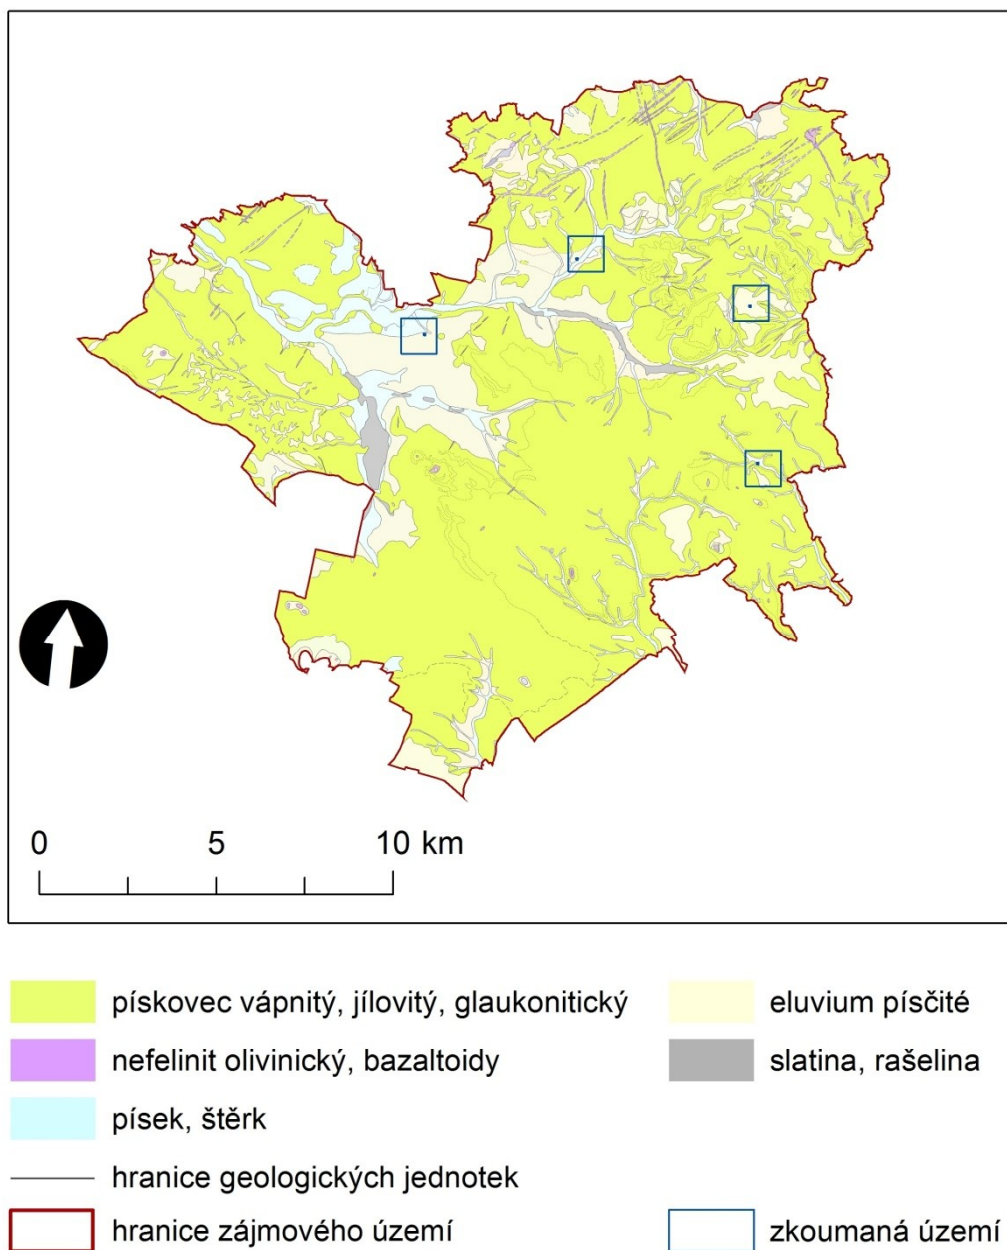 0 5 10 km
pískovec vápnitý, jílovitý, glaukonitický
eluvium písčité
nefelinit olivinický, bazaltoidy
slatina, rašelina
písek, štěrk
hranice geologických jednotek
hranice zájmového území
zkoumaná území